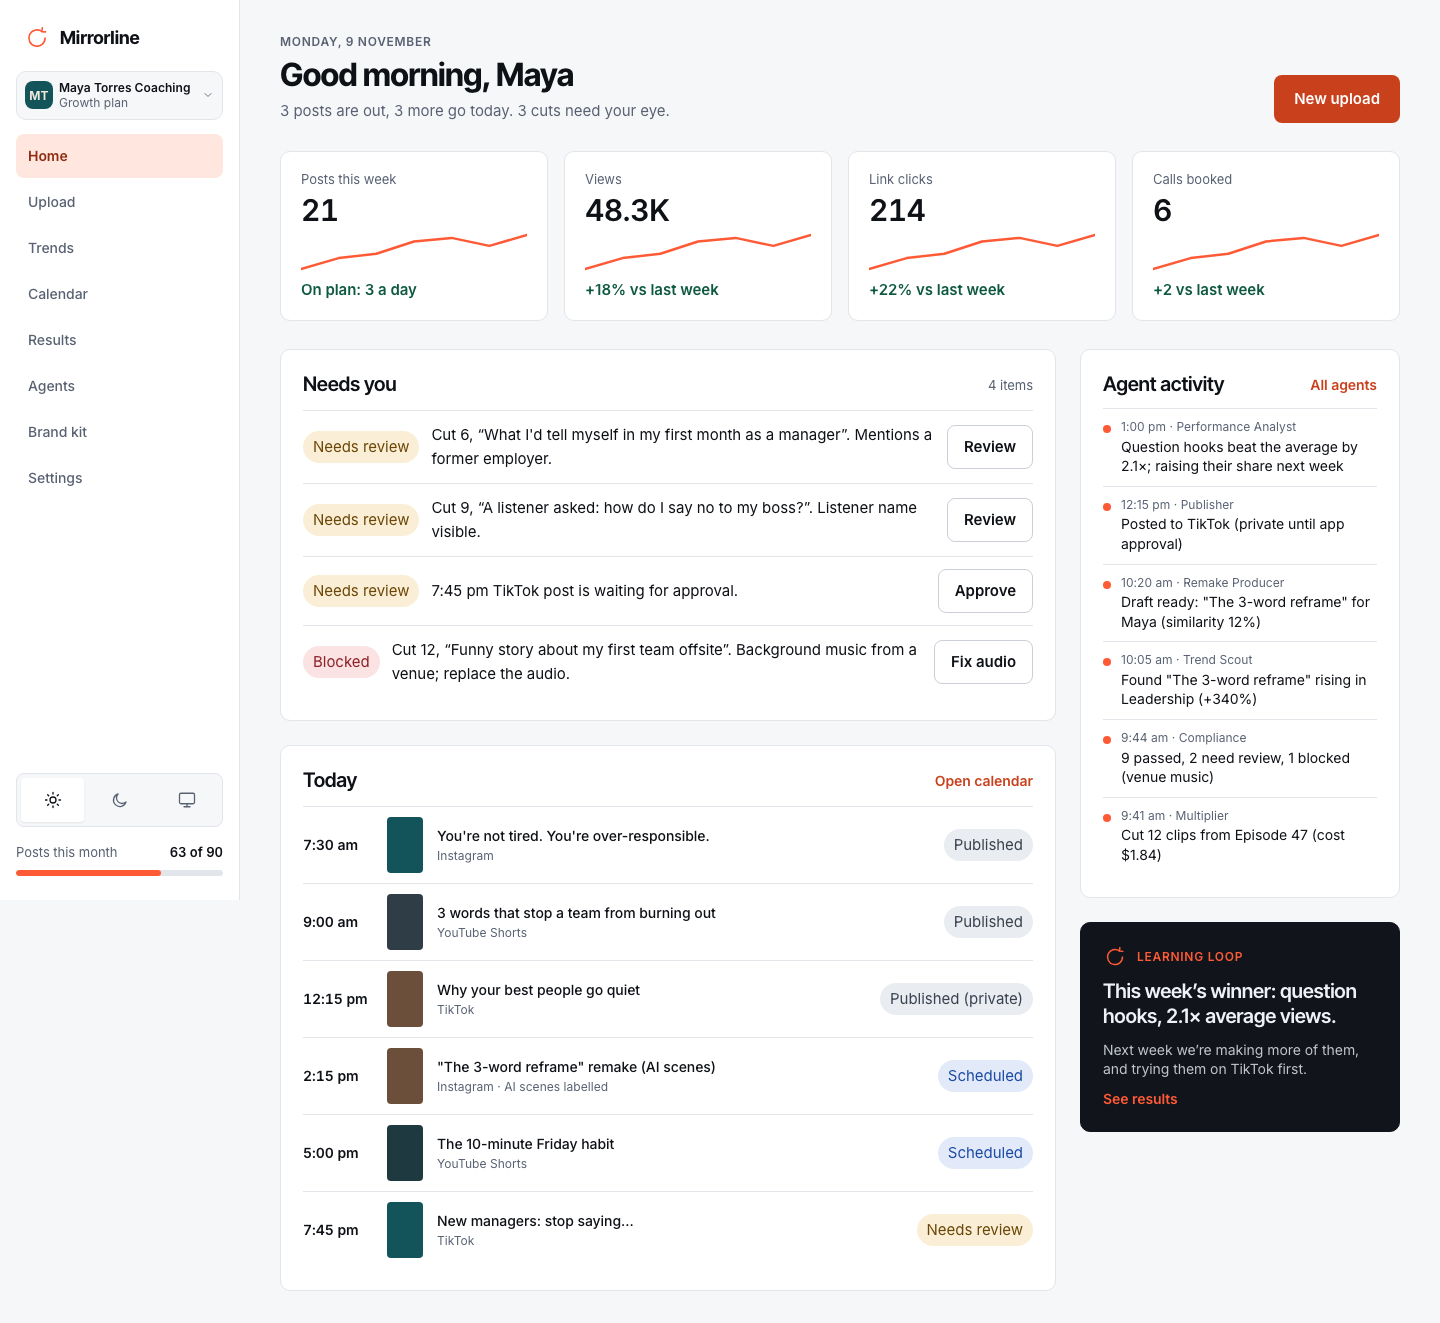 Mirrorline
MT
Maya Torres Coaching
Growth plan
Home
Upload
Trends
Calendar
Results
Agents
Brand kit
Settings
Posts this month
63 of 90
MONDAY, 9 NOVEMBER
Good morning, Maya
3 posts are out, 3 more go today. 3 cuts need your eye.
New upload
Posts this week
21
On plan: 3 a day
Views
48.3K
+18% vs last week
Link clicks
214
+22% vs last week
Calls booked
6
+2 vs last week
Needs you
4 items
Needs review
Cut 6, “What I'd tell myself in my first month as a manager”. Mentions a
former employer.
Review
Needs review
Cut 9, “A listener asked: how do I say no to my boss?”. Listener name
visible.
Review
Needs review
7:45 pm TikTok post is waiting for approval.
Approve
Blocked
Cut 12, “Funny story about my first team offsite”. Background music from a
venue; replace the audio.
Fix audio
Today
Open calendar
7:30 am
You're not tired. You're over-responsible.
Instagram
Published
9:00 am
3 words that stop a team from burning out
YouTube Shorts
Published
12:15 pm
Why your best people go quiet
TikTok
Published (private)
2:15 pm
"The 3-word reframe" remake (AI scenes)
Instagram · AI scenes labelled
Scheduled
5:00 pm
The 10-minute Friday habit
YouTube Shorts
Scheduled
7:45 pm
New managers: stop saying...
TikTok
Needs review
Agent activity
All agents
1:00 pm · Performance Analyst
Question hooks beat the average by
2.1×; raising their share next week
12:15 pm · Publisher
Posted to TikTok (private until app
approval)
10:20 am · Remake Producer
Draft ready: "The 3-word reframe" for
Maya (similarity 12%)
10:05 am · Trend Scout
Found "The 3-word reframe" rising in
Leadership (+340%)
9:44 am · Compliance
9 passed, 2 need review, 1 blocked
(venue music)
9:41 am · Multiplier
Cut 12 clips from Episode 47 (cost
$1.84)
LEARNING LOOP
This week’s winner: question
hooks, 2.1× average views.
Next week we’re making more of them,
and trying them on TikTok first.
See results